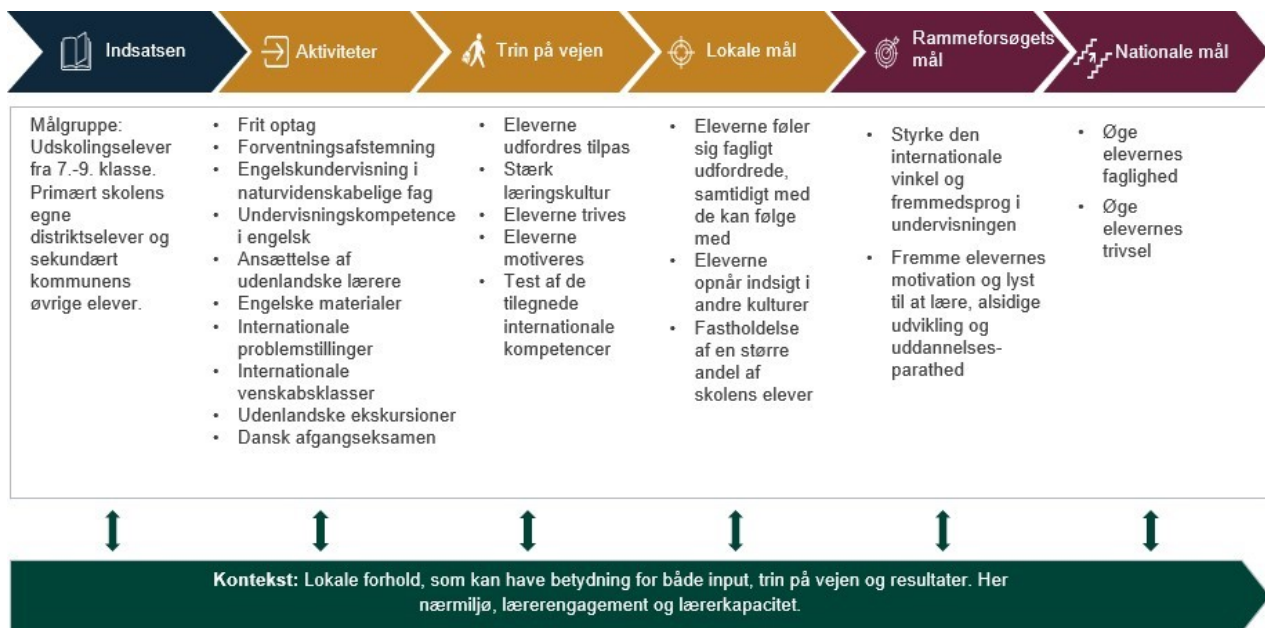 Indsatsen
Aktiviteter
Trin på vejen
Lokale mål
Rammeforsøgets
mål
Nationale mål
Målgruppe:
Udskolingselever
fra 7.-9. klasse.
Primært skolens
egne
distriktselever og
sekundært
kommunens
øvrige elever.
• Frit optag
• Forventningsafstemning
• Engelskundervisning i
naturvidenskabelige fag
• Undervisningskompetence
i engelsk
• Ansættelse af
udenlandske lærere
• Engelske materialer
• Internationale
problemstillinger
• Internationale
venskabsklasser
• Udenlandske ekskursioner
• Dansk afgangseksamen
• Eleverne
udfordres tilpas
• Stærk
læringskultur
• Eleverne trives
• Eleverne
motiveres
• Test af de
tilegnede
internationale
kompetencer
• Eleverne føler
sig fagligt
udfordrede,
samtidigt med
de kan følge
med
• Eleverne
opnår indsigt i
andre kulturer
• Fastholdelse
af en større
andel af
skolens elever
• Styrke den
internationale
vinkel og
fremmedsprog i
undervisningen
• Fremme elevernes
motivation og lyst
til at lære, alsidige
udvikling og
uddannelses-
parathed
• Øge
elevernes
faglighed
• Øge
elevernes
trivsel
Kontekst: Lokale forhold, som kan have betydning for både input, trin på vejen og resultater. Her
nærmiljø, lærerengagement og lærerkapacitet.